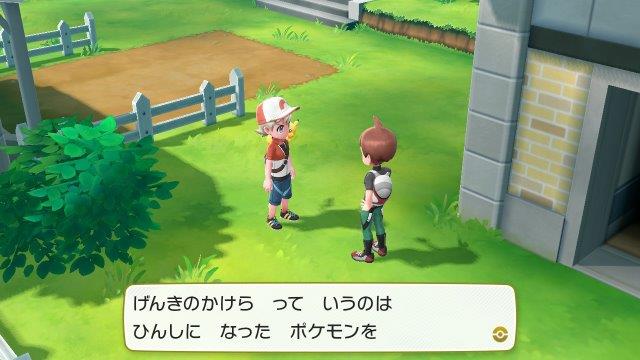 げんきのかけら って いうのは
ひんしに なった ポケモンを